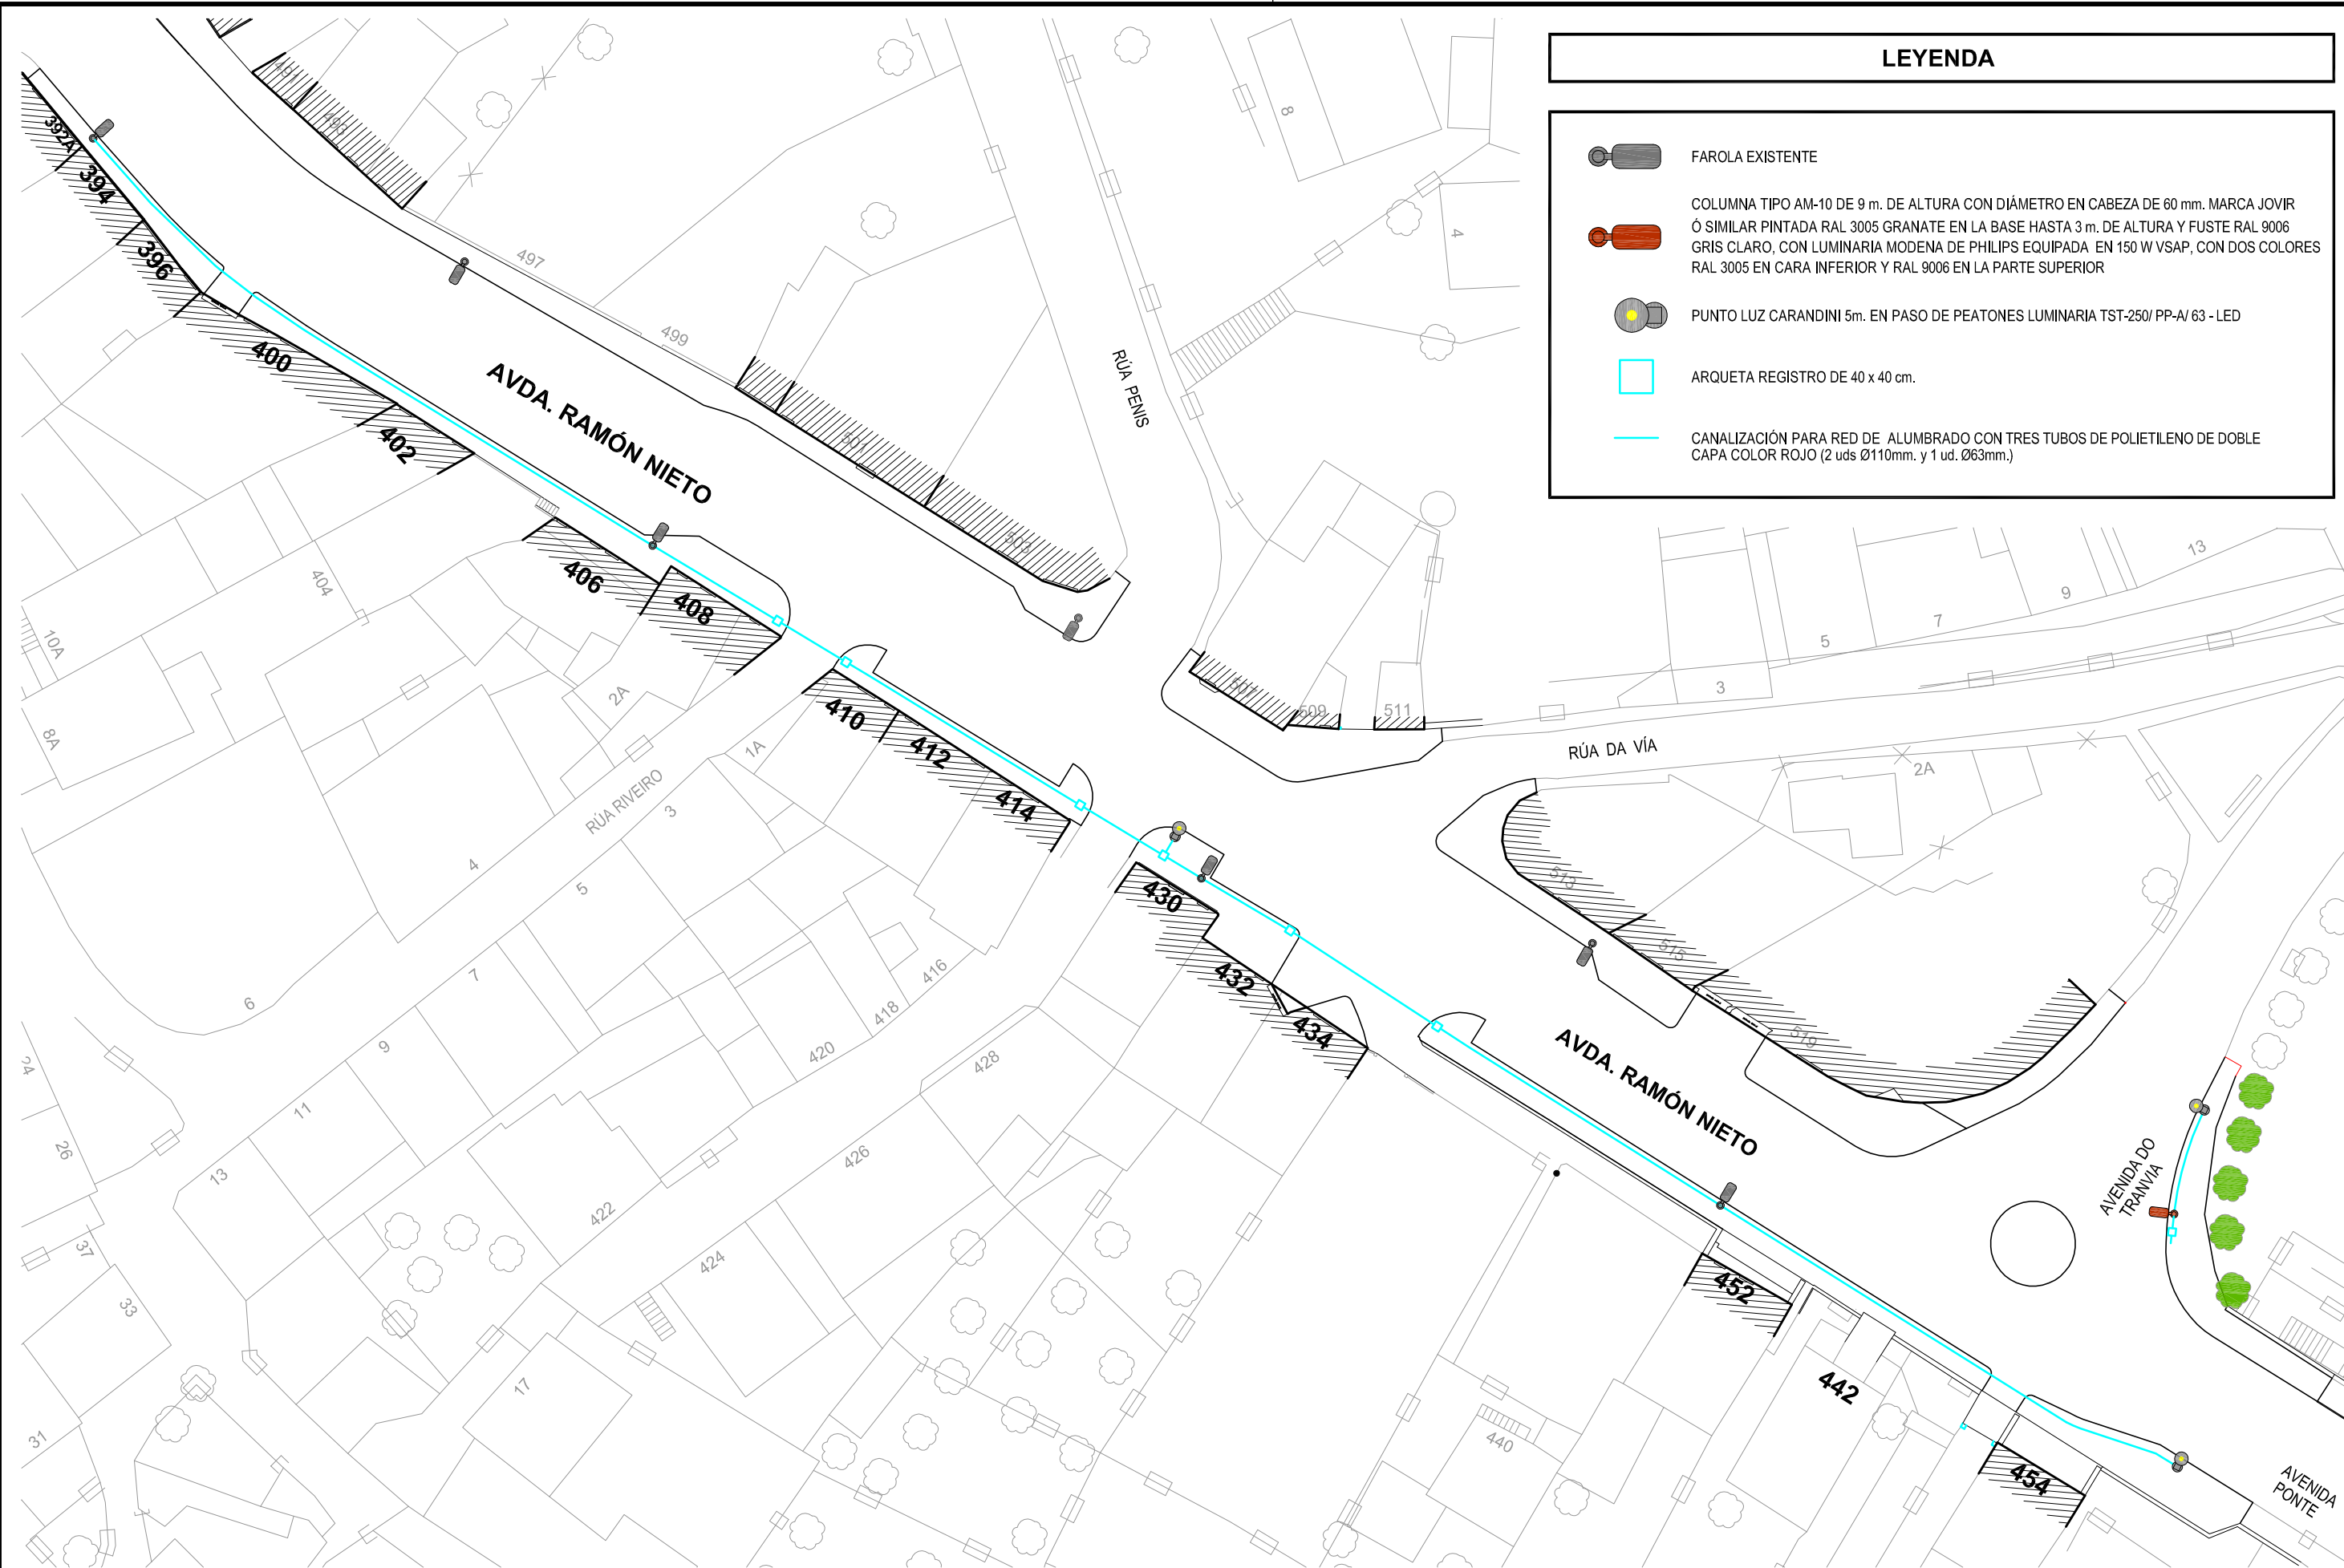 LEYENDA
FAROLA EXISTENTE
COLUMNA TIPO AM-10 DE 9 m. DE ALTURA CON DIÁMETRO EN CABEZA DE 60 mm. MARCA JOVIR
Ó SIMILAR PINTADA RAL 3005 GRANATE EN LA BASE HASTA 3 m. DE ALTURA Y FUSTE RAL 9006
GRIS CLARO, CON LUMINARIA MODENA DE PHILIPS EQUIPADA EN 150 W VSAP, CON DOS COLORES
RAL 3005 EN CARA INFERIOR Y RAL 9006 EN LA PARTE SUPERIOR
PUNTO LUZ CARANDINI 5m. EN PASO DE PEATONES LUMINARIA TST-250/ PP-A/ 63 - LED
ARQUETA REGISTRO DE 40 x 40 cm.
CANALIZACIÓN PARA RED DE ALUMBRADO CON TRES TUBOS DE POLIETILENO DE DOBLE
CAPA COLOR ROJO (2 uds Ø110mm. y 1 ud. Ø63mm.)
491
493
392A
394
396
497
499
400
402
AVDA. RAMÓN NIETO
501
503
RÚA PENIS
8
4
404
406
408
10A
8A
2A
410
412
414
1A
RÚA RIVEIRO
3
4
5
6
7
9
11
13
507
509
511
RÚA DA VÍA
3
5
7
9
13
2A
513
515
519
430
432
434
416
418
420
428
426
422
424
24
26
37
33
31
17
AVDA. RAMÓN NIETO
AVENIDA DO
TRANVIA
452
442
440
454
AVENIDA
PONTE